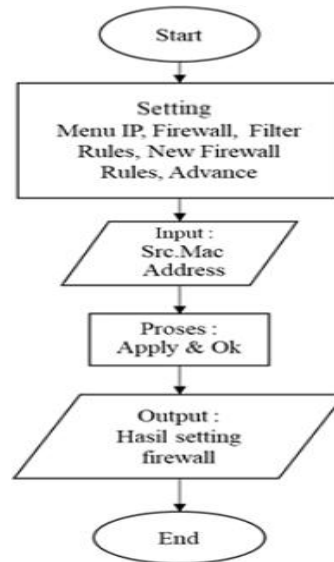 Start
Setting
Menu IP, Firewall, Filter
Rules, New Firewall
Rules, Advance
Input :
Src.Mac
Address
Proses :
Apply & Ok
Output :
Hasil setting
firewall
End